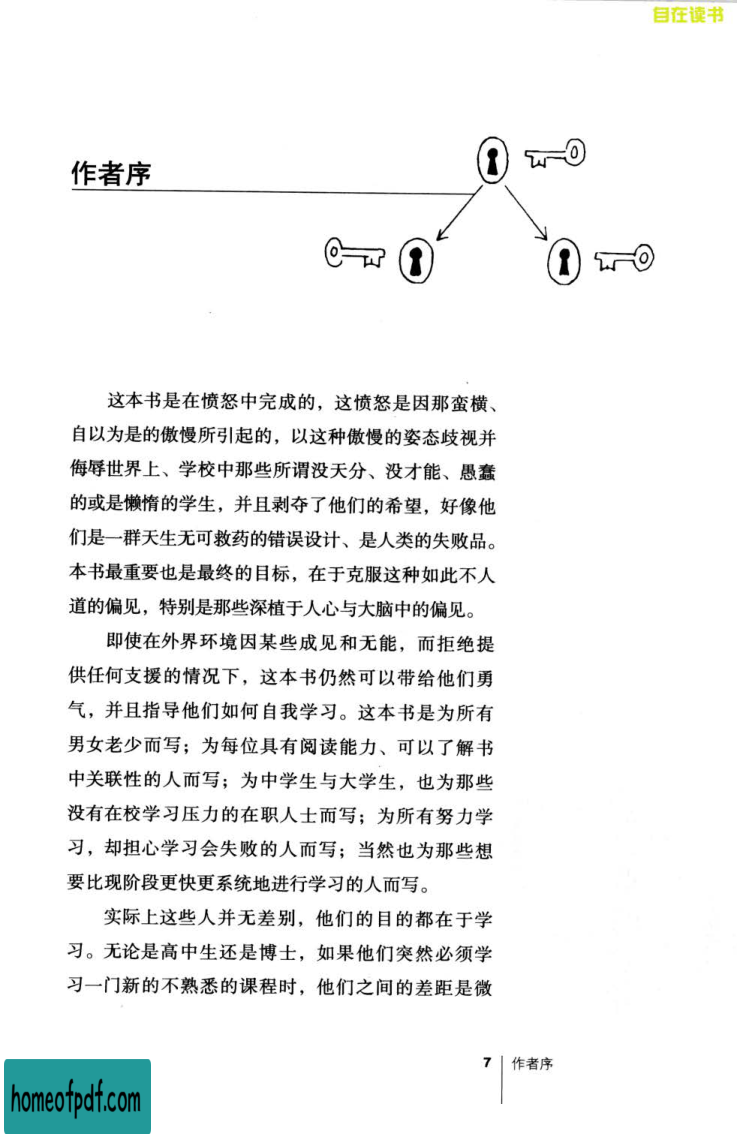 自在读书
作者序
这本书是在愤怒中完成的，这愤怒是因那蛮横、
自以为是的傲慢所引起的，以这种傲慢的姿态歧视并
侮辱世界上、学校中那些所谓没天分、没才能、愚蠢
的或是懒惰的学生，并且剥夺了他们的希望，好像他
们是一群天生无可救药的错误设计、是人类的失败品。
本书最重要也是最终的目标，在于克服这种如此不人
道的偏见，特别是那些深植于人心与大脑中的偏见。
即使在外界环境因某些成见和无能，而拒绝提
供任何支援的情况下，这本书仍然可以带给他们勇
气，并且指导他们如何自我学习。这本书是为所有
男女老少而写；为每位具有阅读能力、可以了解书
中关联性的人而写；为中学生与大学生，也为那些
没有在校学习压力的在职人士而写；为所有努力学
习，却担心学习会失败的人而写；当然也为那些想
要比现阶段更快更系统地进行学习的人而写。
实际上这些人并无差别，他们的目的都在于学
习。无论是高中生还是博士，如果他们突然必须学
习一门新的不熟悉的课程时，他们之间的差距是微
7 作者序
homeofpdf.com